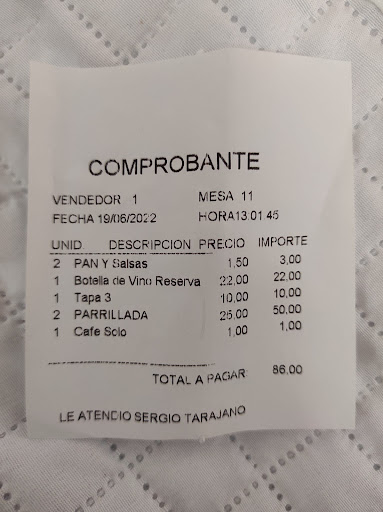 COMPROBANTE
VENDEDOR 1 MESA 11
FECHA 19/06/2022 HORA13:01:45
UNID DESCRIPCION PRECIO IMPORTE
2 PAN Y Salsas 1,50 3,00
1 Botella de Vino Reserva 22,00 22,00
1 Tapa 3 10,00 10,00
2 PARRILLADA 25,00 50,00
1 Cafe Solo 1,00 1,00
TOTAL A PAGAR: 86,00
LE ATENDIO SERGIO TARAJANO